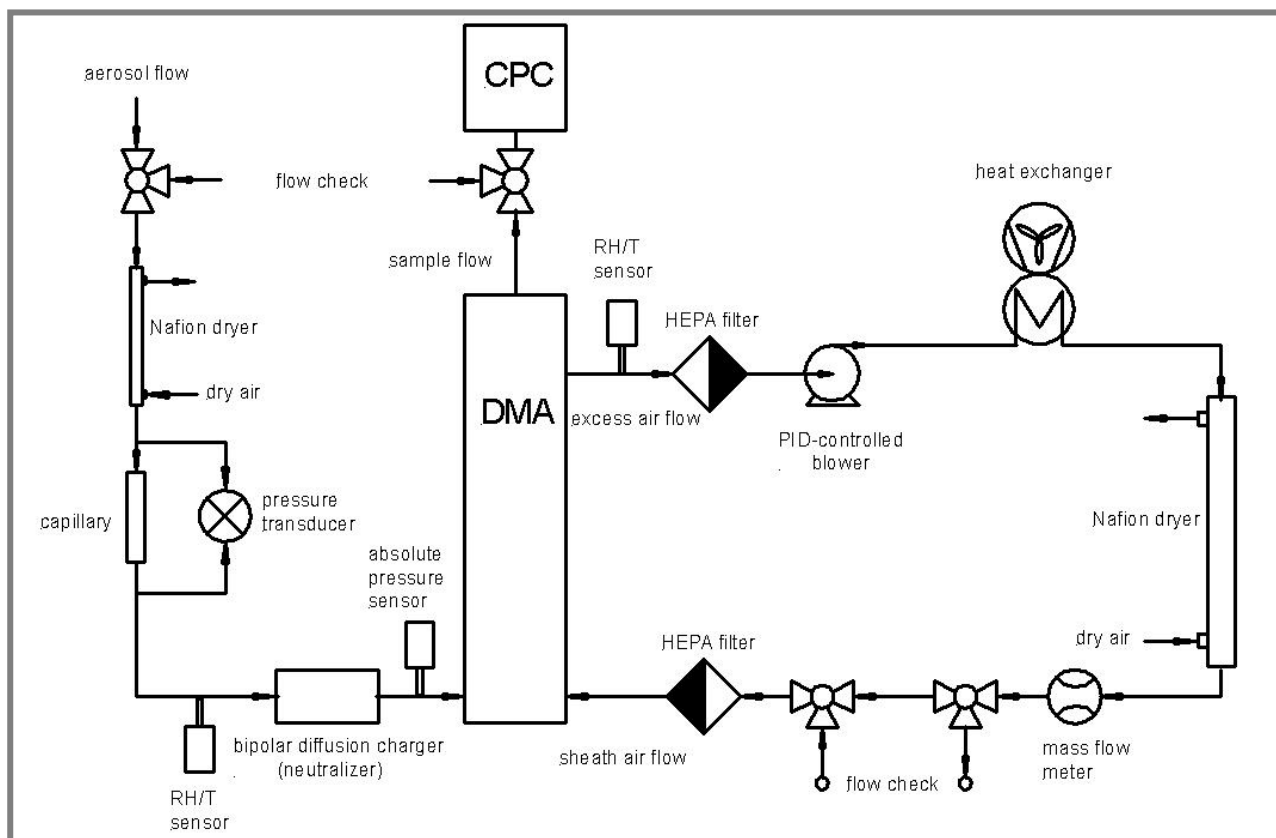 CPC
aerosol flow
flow check
heat exchanger
RH/T
sensor
sample flow
HEPA filter
Nafion dryer
dry air
DMA
excess air flow
PID-controlled
blower
capillary
pressure
transducer
Nafion dryer
absolute
pressure
sensor
HEPA filter
dry air
bipolar diffusion charger
(neutralizer)
sheath air flow
mass flow
meter
flow check
RH/T
sensor